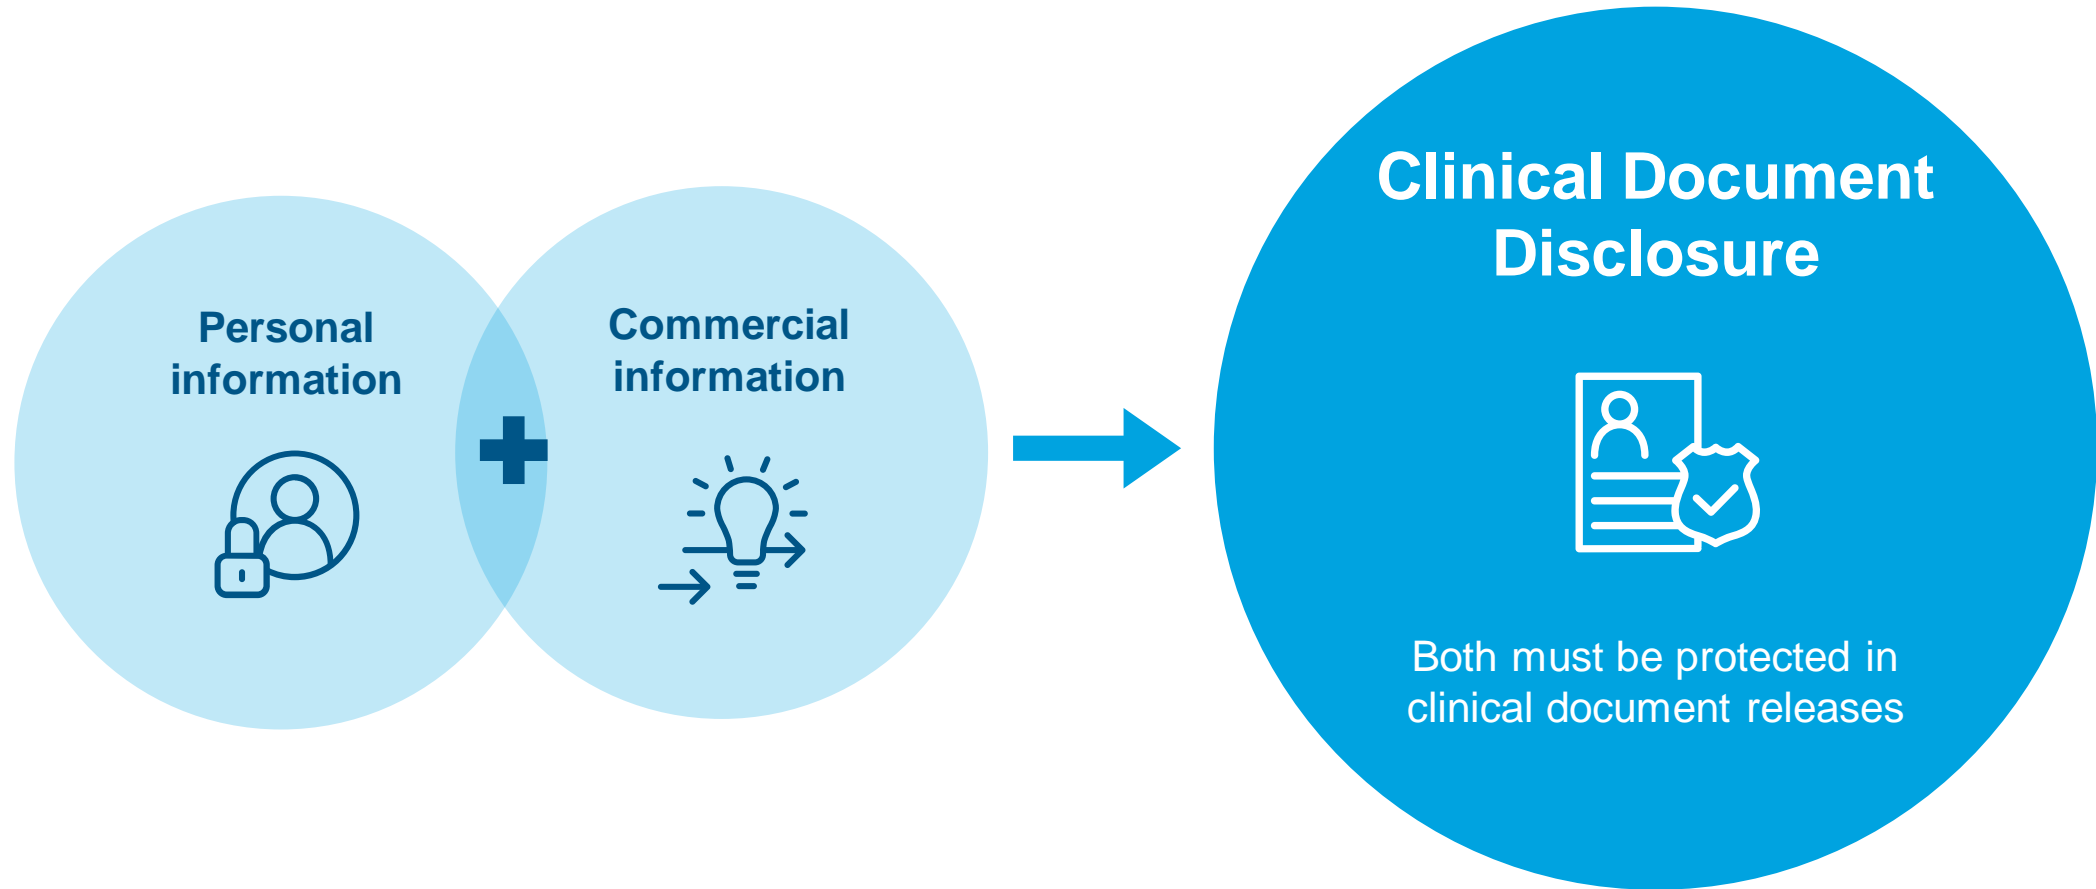 Personal
information
Commercial
information
Clinical Document
Disclosure
Both must be protected in
clinical document releases